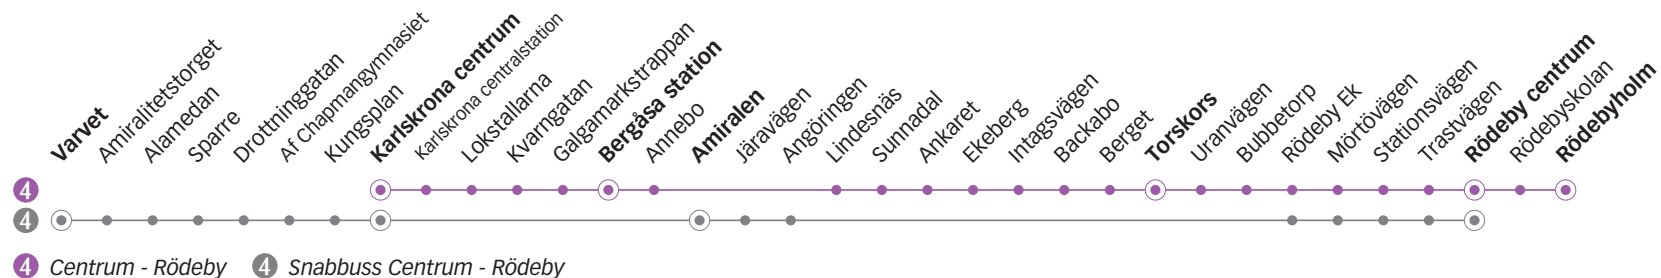 Varvet
Amiralitetstorget
Alamedan
Sparre
Drottninggatan
Af Chapmangymnasiet
Kungsplan
Karlskrona centrum
Karlskrona centralstation
Lokstallarna
Kvarngatan
Galgamarkstrappan
Bergåsa station
Annebo
Amiralen
Järavägen
Angöringen
Lindesnäs
Sunnadal
Ankaret
Ekeberg
Intagsvägen
Backabo
Berget
Torskors
Uranvägen
Bubbetorp
Rödeby Ek
Mörtövägen
Stationsvägen
Trastvägen
Rödeby centrum
Rödebyskolan
Rödebyholm
4
4
4 Centrum - Rödeby 4 Snabbuss Centrum - Rödeby